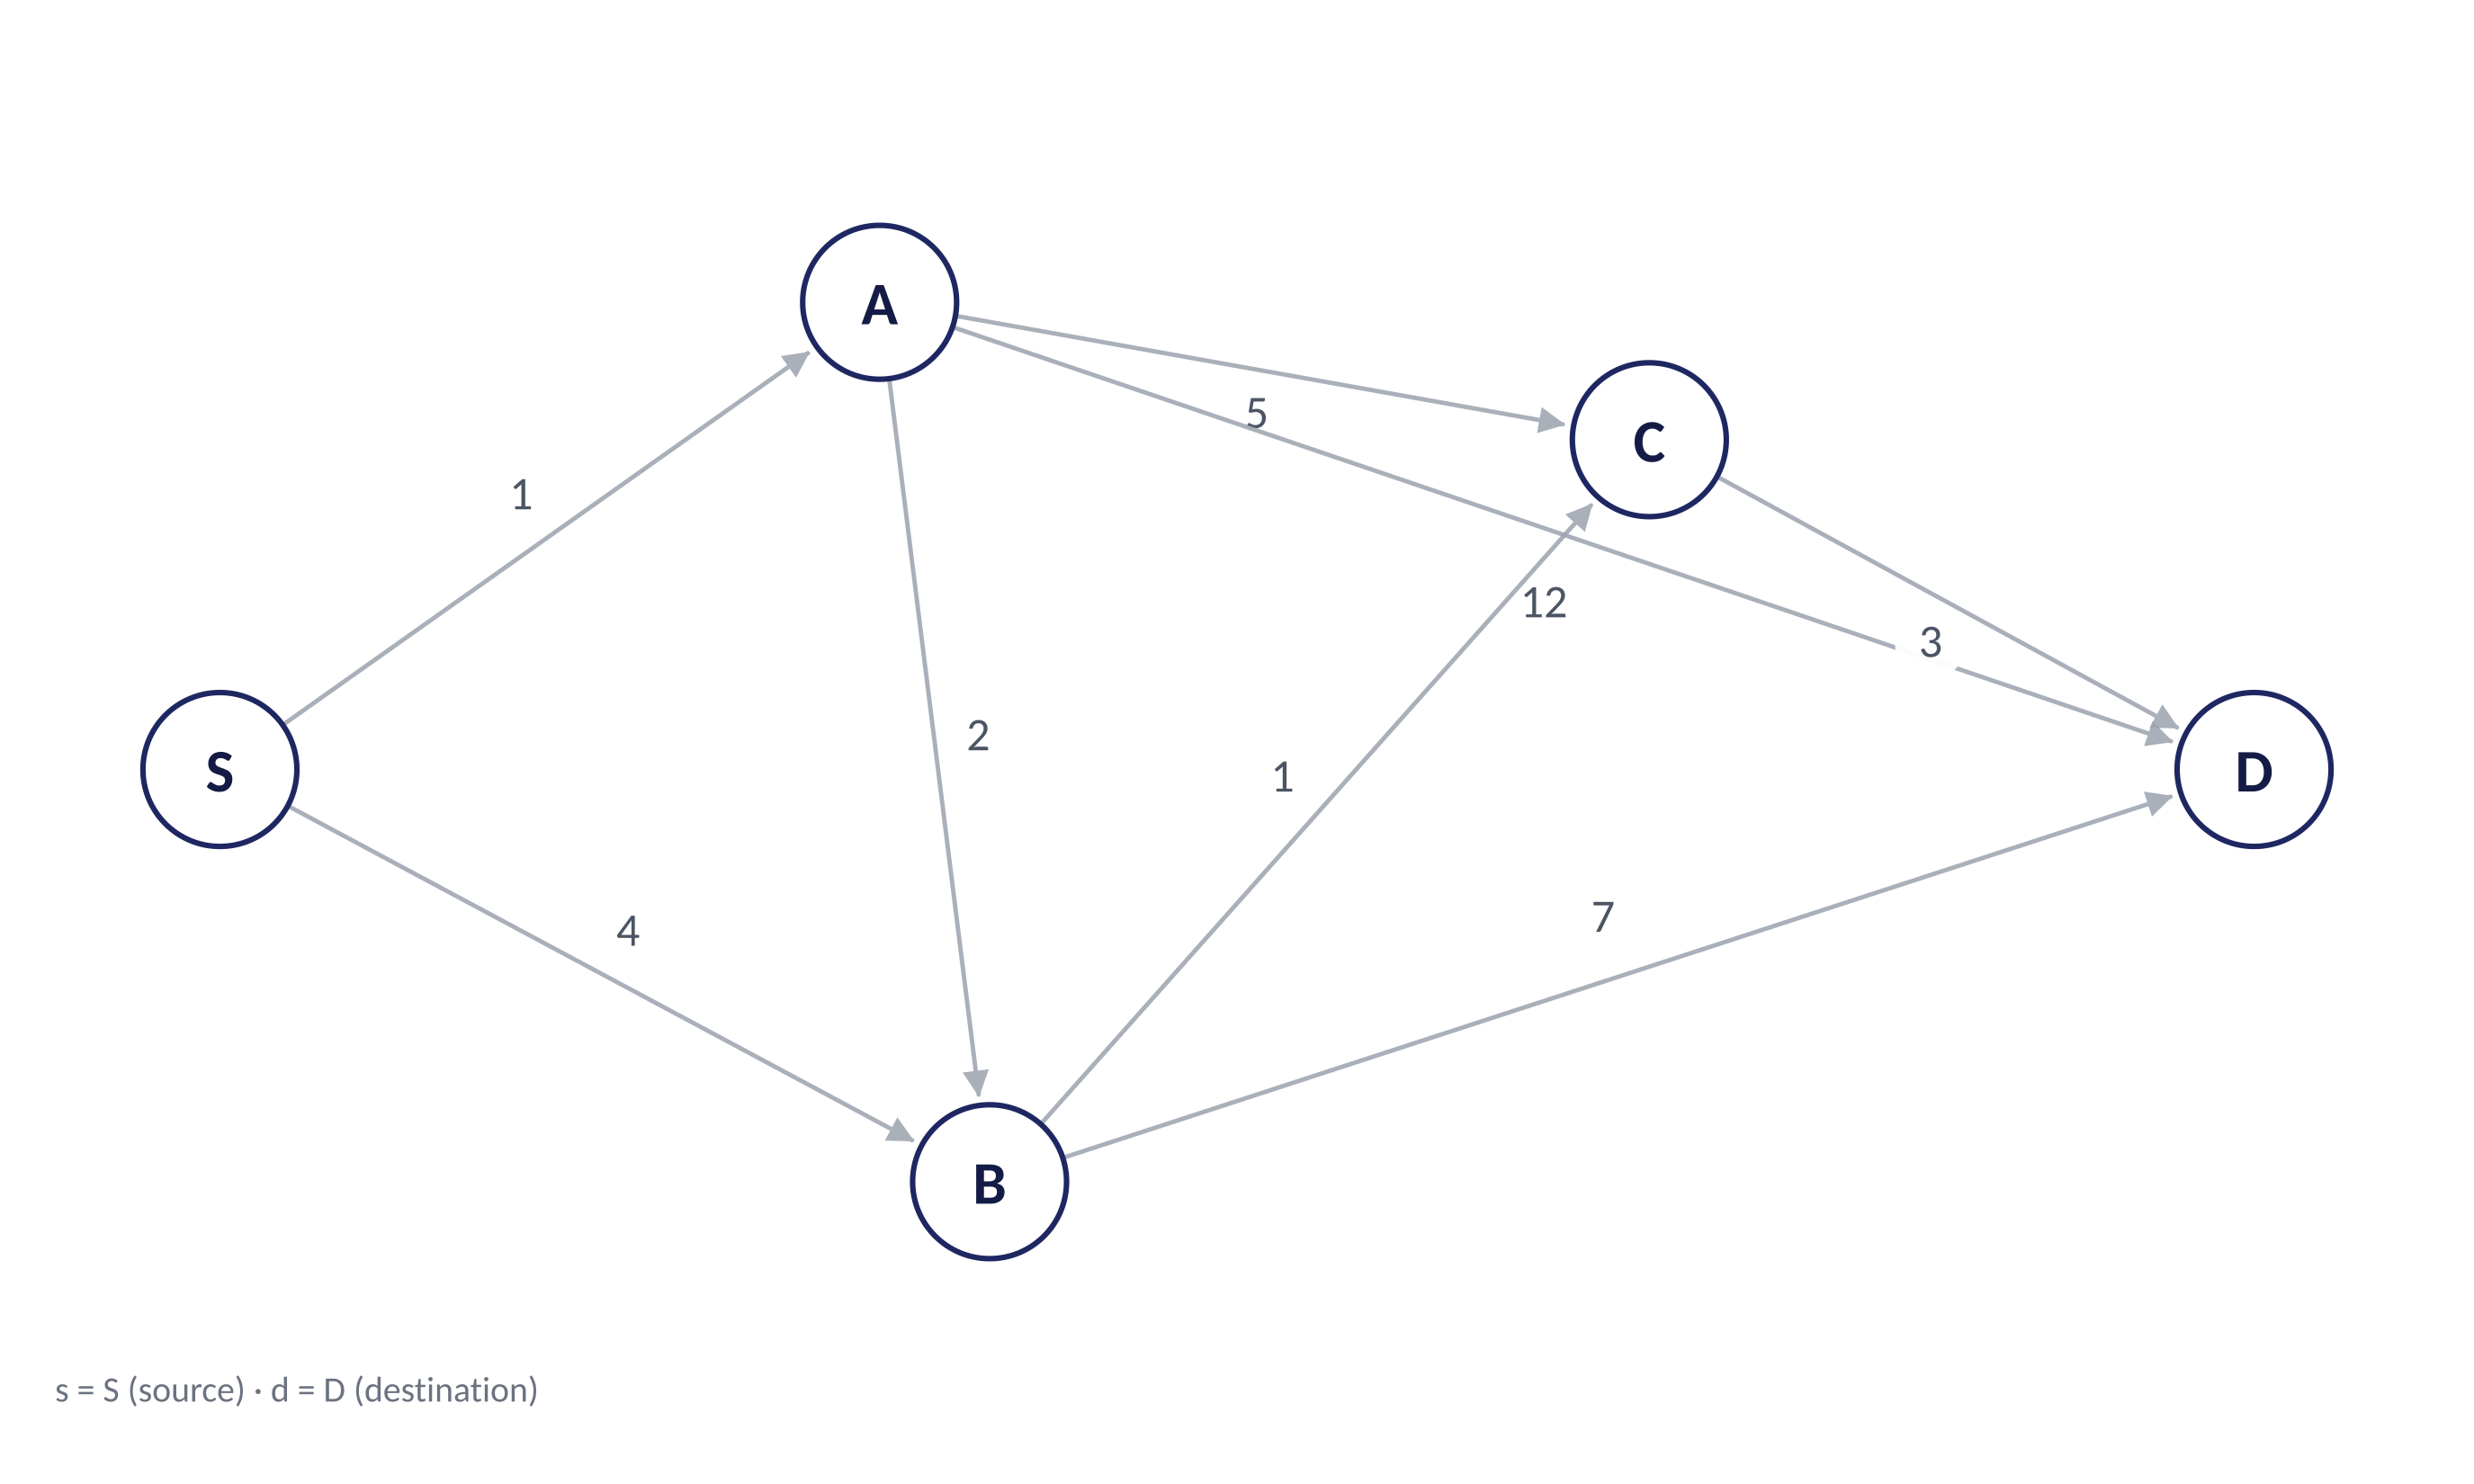 A
5
C
1
12
3
S
2
1
D
4
7
B
s = S (source) · d = D (destination)